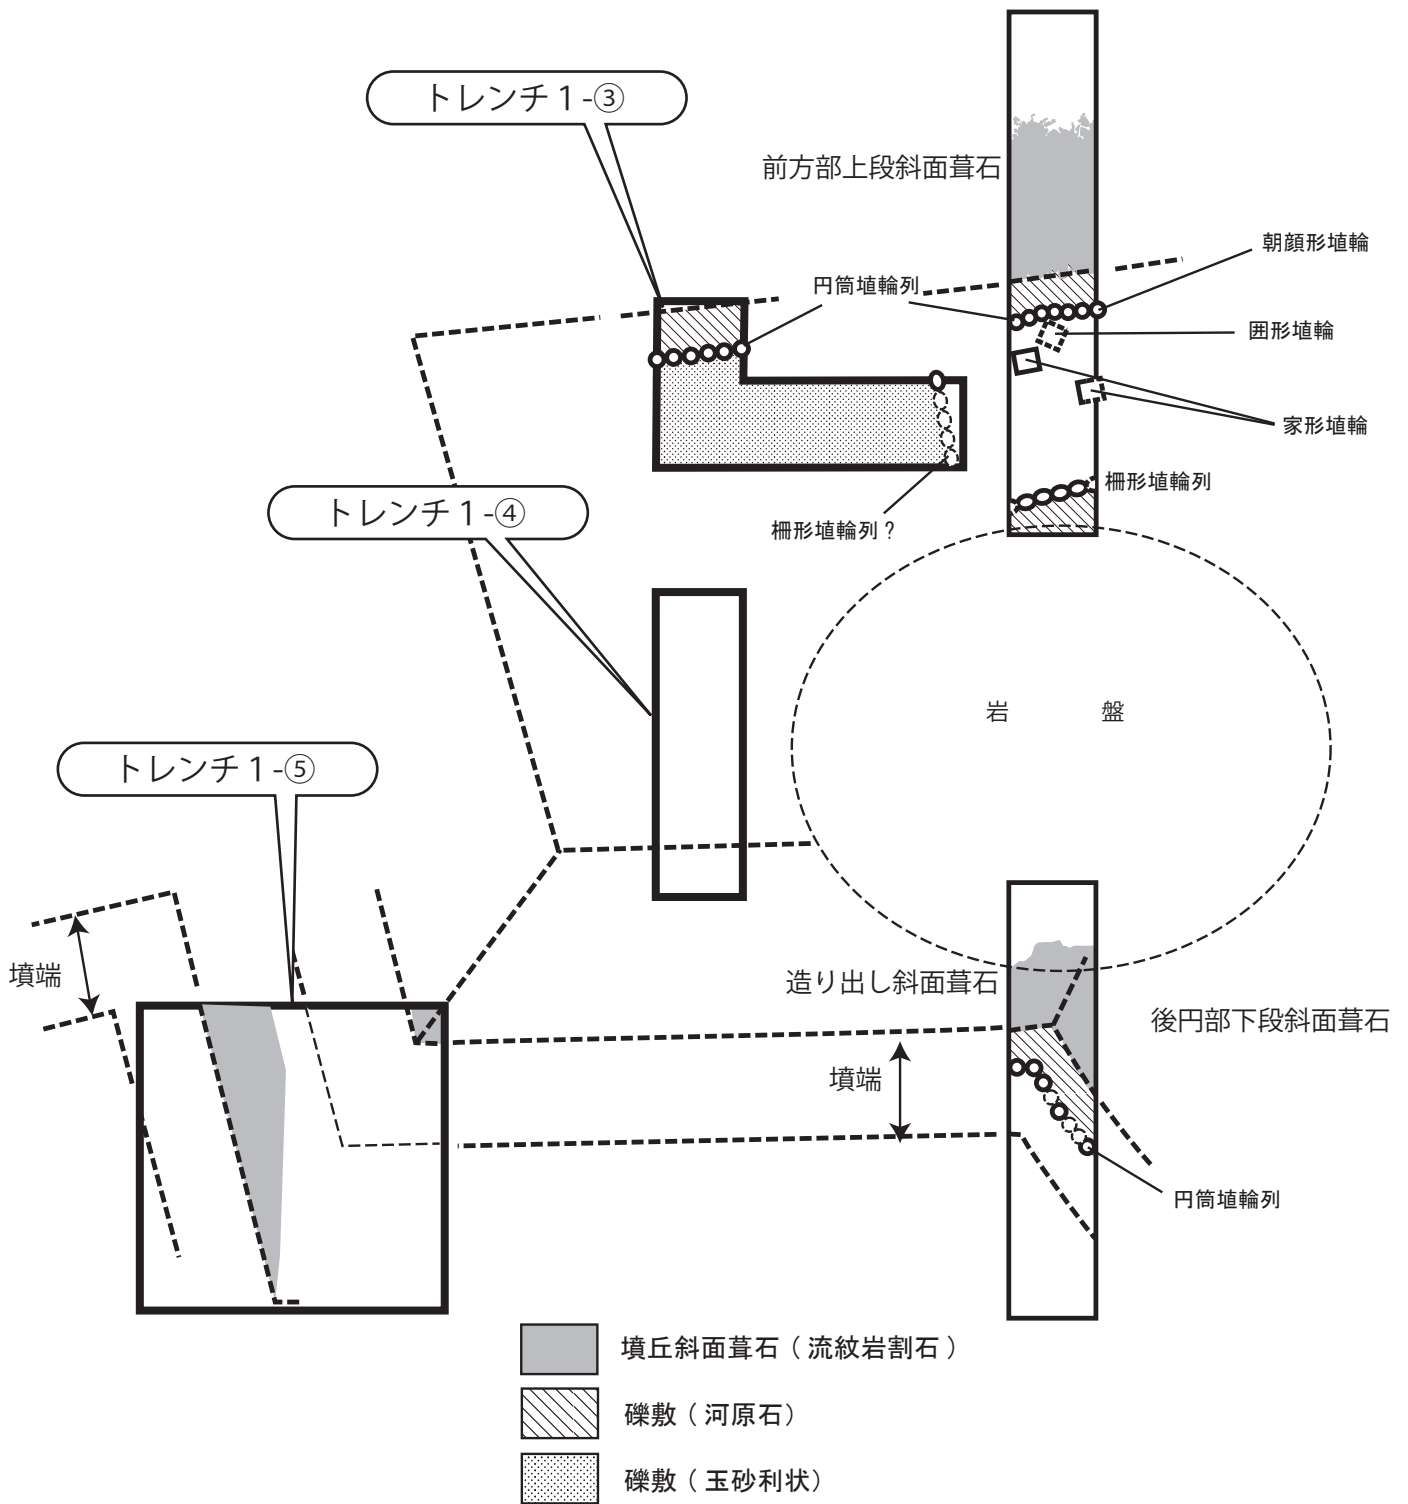 トレンチ1-③
前方部上段斜面葺石
朝顔形埴輪
円筒埴輪列
囲形埴輪
家形埴輪
柵形埴輪列
トレンチ1-④
柵形埴輪列？
岩　盤
トレンチ1-⑤
墳端
造り出し斜面葺石
後円部下段斜面葺石
墳端
円筒埴輪列
墳丘斜面葺石（流紋岩割石）
礫敷（河原石）
礫敷（玉砂利状）